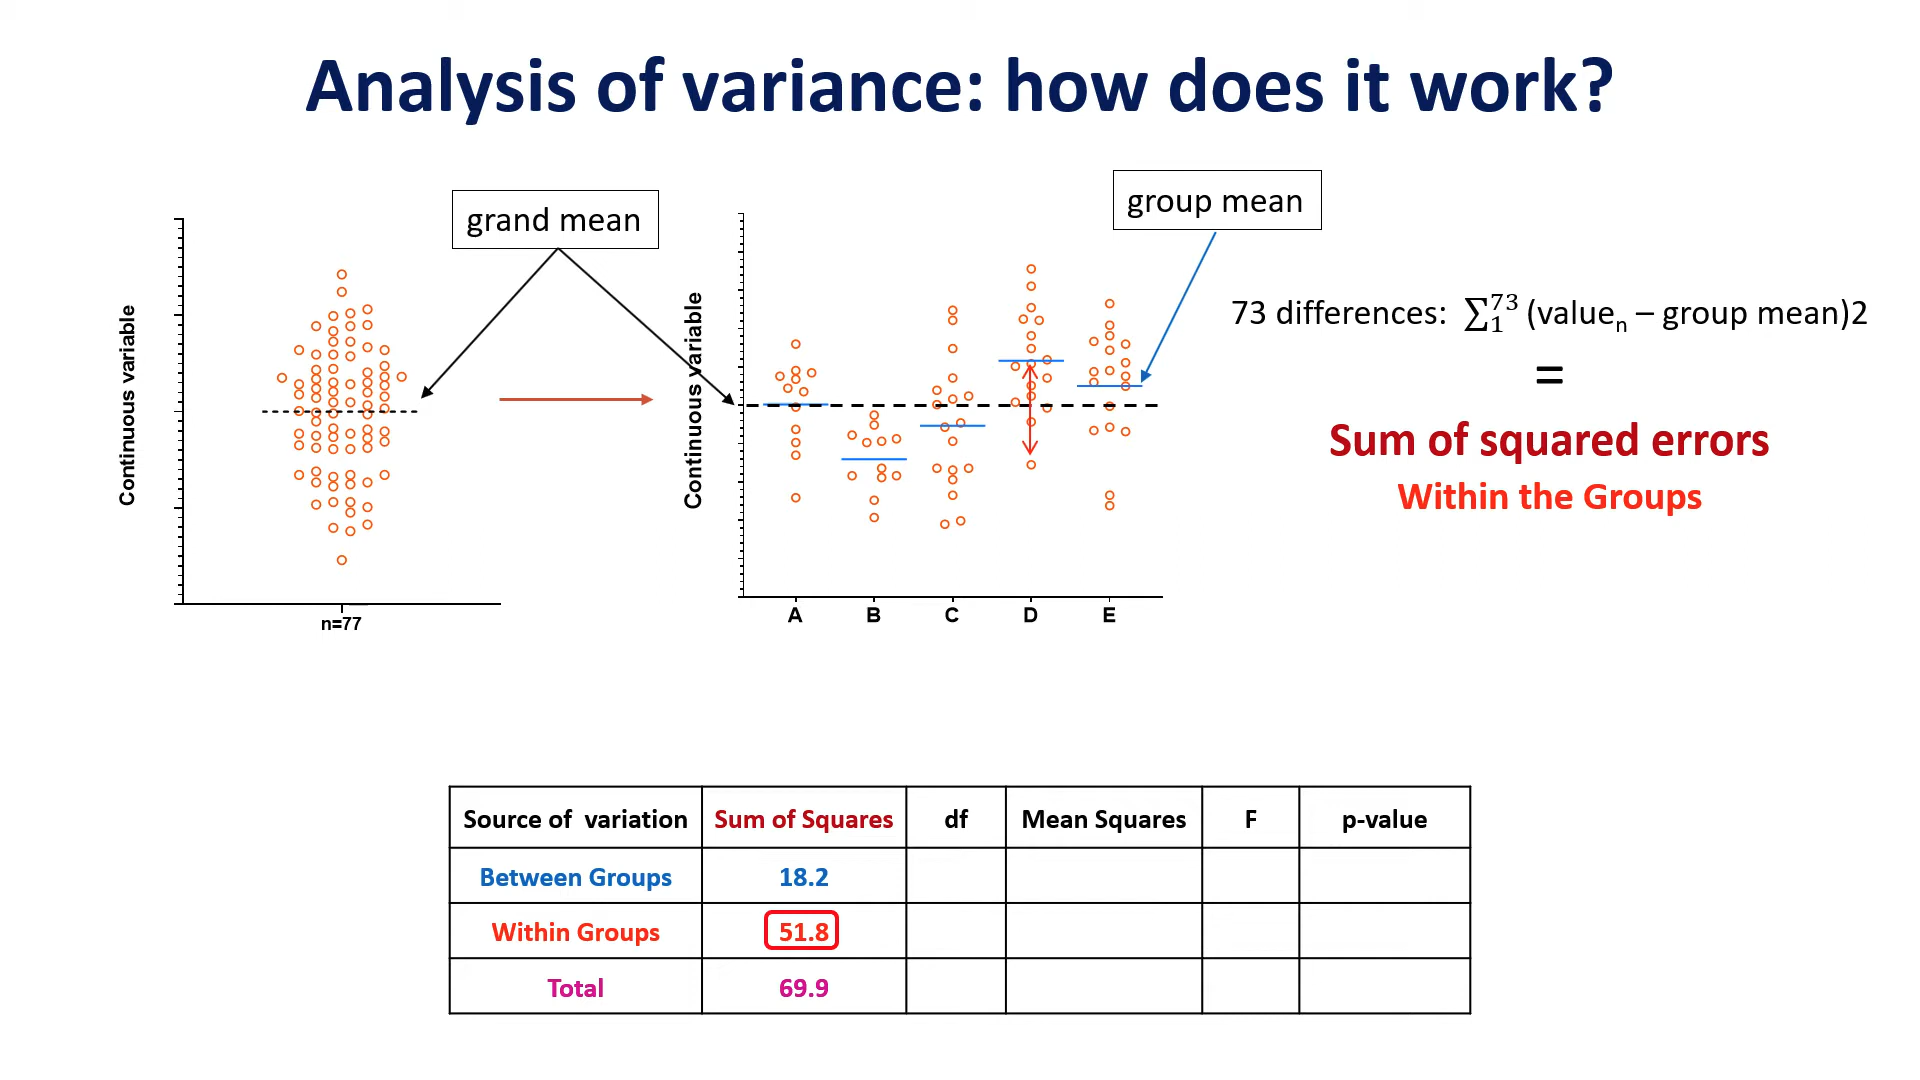 Analysis of variance: how does it work?
grand mean
group mean
Continuous variable
n=77
Continuous variable
A B C D E
73 differences: ∑₁⁷³ (valueₙ – group mean)2
=
Sum of squared errors
Within the Groups
Source of variation Sum of Squares df Mean Squares F p-value
Between Groups 18.2
Within Groups 51.8
Total 69.9